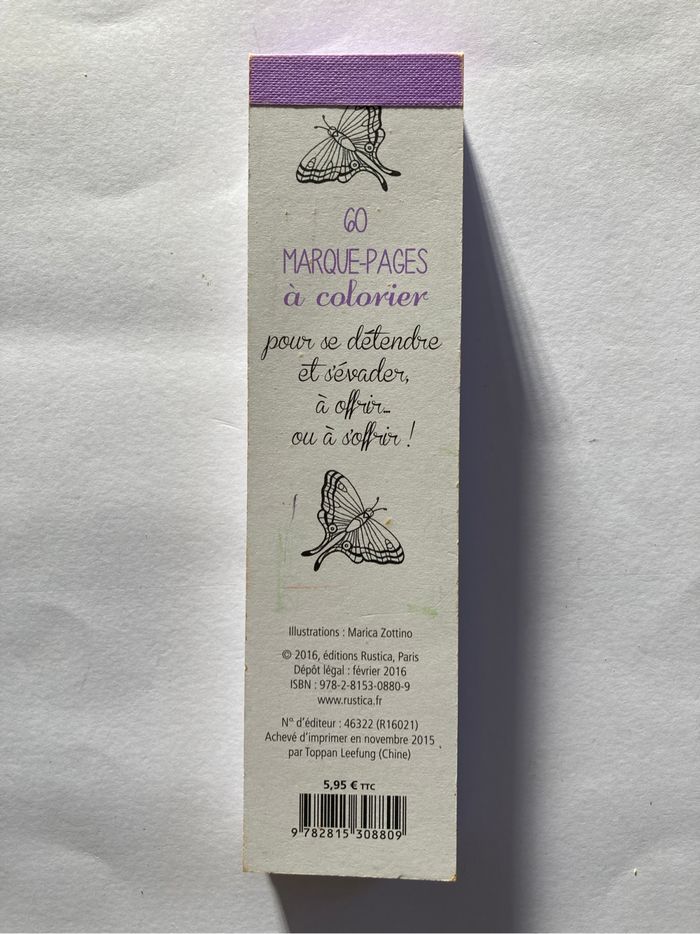 60
MARQUE-PAGES
à colorier
pour se détendre
et s'évader,
à offrir...
ou à s'offrir !
Illustrations : Marica Zottino
© 2016, éditions Rustica, Paris
Dépôt légal : février 2016
ISBN : 978-2-8153-0880-9
www.rustica.fr
N° d'éditeur : 46322 (R16021)
Achevé d'imprimer en novembre 2015
par Toppan Leefung (Chine)
5,95 € TTC
9 782815 308809